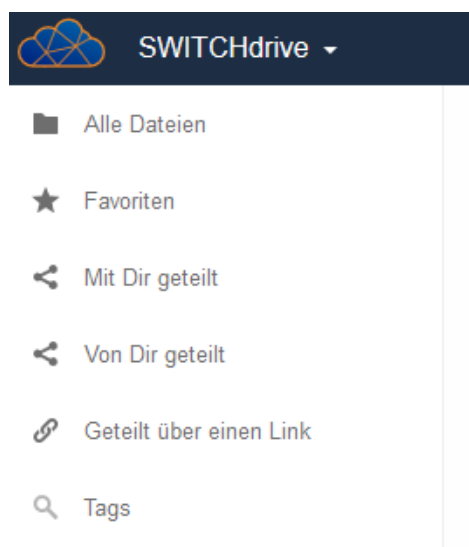 SWITCHdrive
Alle Dateien
Favoriten
Mit Dir geteilt
Von Dir geteilt
Geteilt über einen Link
Tags